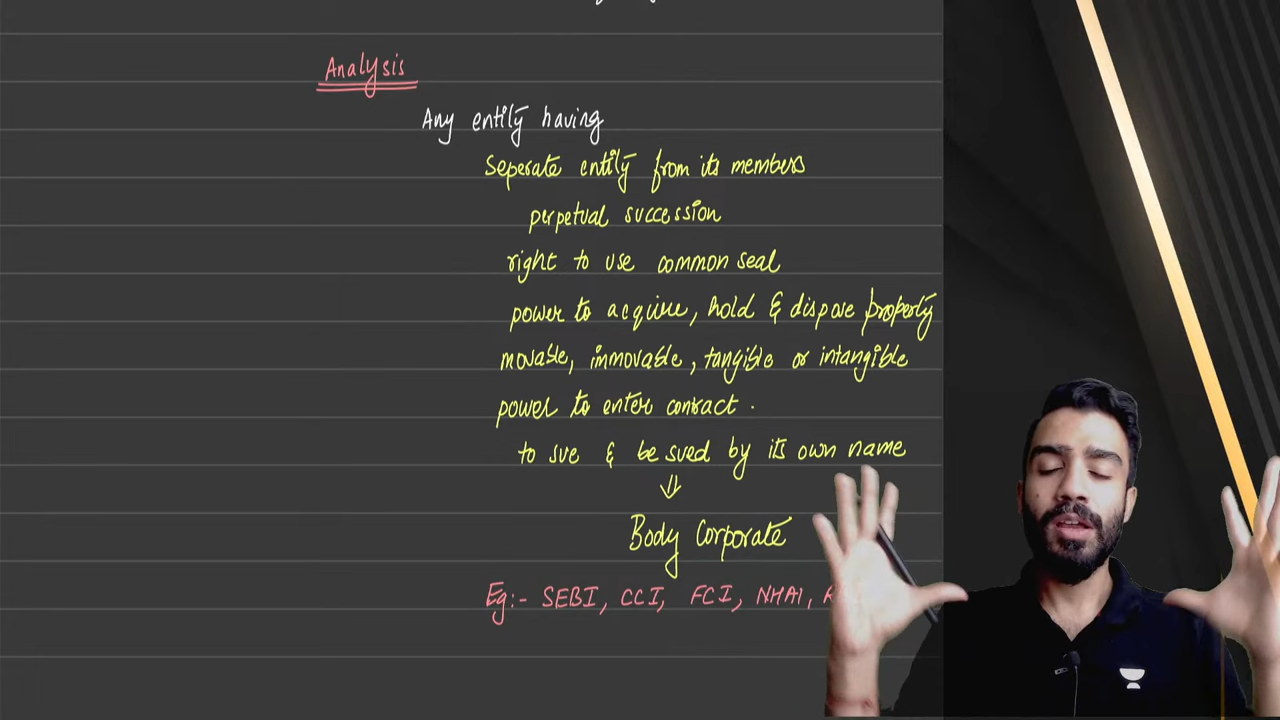 Analysis
Any entity having
Seperate entity from its members
perpetual succession
right to use common seal
power to acquire, hold & dispose property
movable, immovable, tangible or intangible
power to enter contract.
to sue & be sued by its own name
⇓
Body Corporate
Eg:- SEBI, CCI, FCI, NHAI,